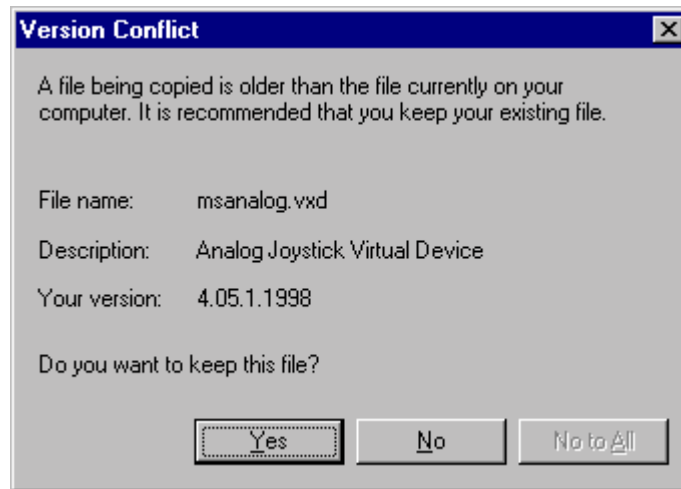 Version Conflict
A file being copied is older than the file currently on your
computer. It is recommended that you keep your existing file.
File name: msanalog.vxd
Description: Analog Joystick Virtual Device
Your version: 4.05.1.1998
Do you want to keep this file?
Yes No No to All